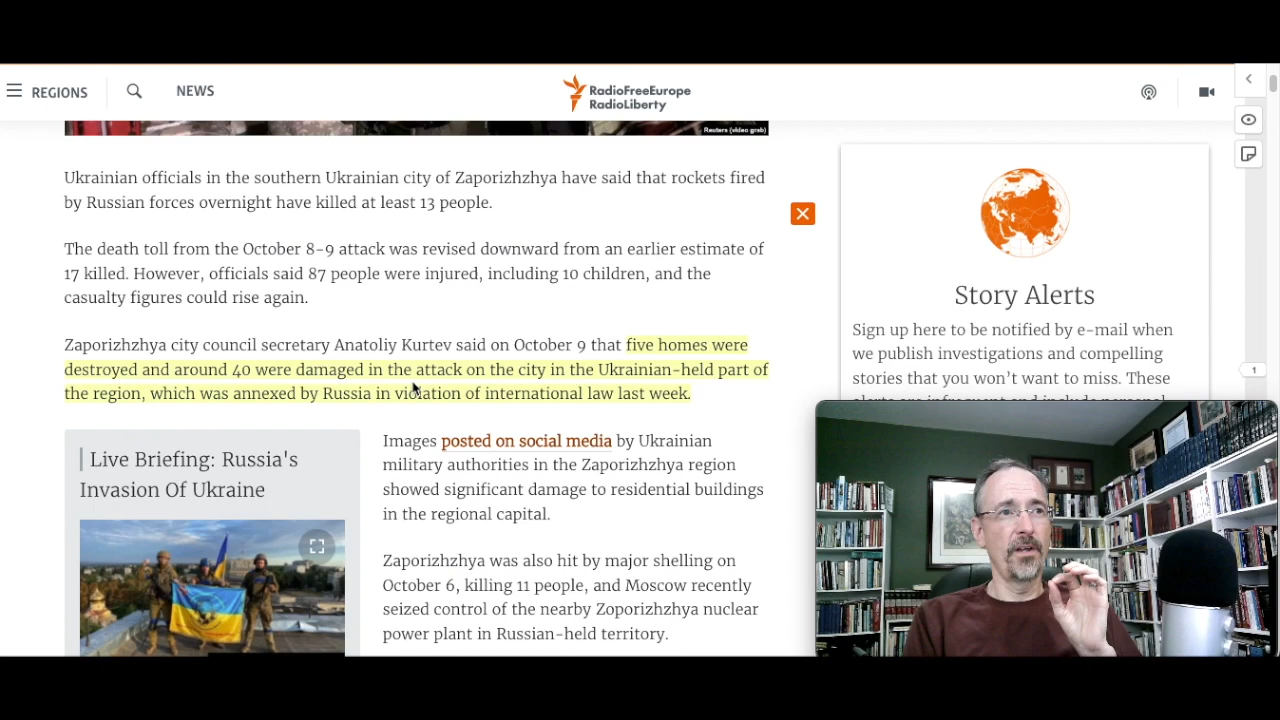 REGIONS
NEWS
RadioFreeEurope
RadioLiberty
Reuters (video grab)
Ukrainian officials in the southern Ukrainian city of Zaporizhzhya have said that rockets fired
by Russian forces overnight have killed at least 13 people.
The death toll from the October 8-9 attack was revised downward from an earlier estimate of
17 killed. However, officials said 87 people were injured, including 10 children, and the
casualty figures could rise again.
Zaporizhzhya city council secretary Anatoliy Kurtev said on October 9 that five homes were
destroyed and around 40 were damaged in the attack on the city in the Ukrainian-held part of
the region, which was annexed by Russia in violation of international law last week.
Live Briefing: Russia's
Invasion Of Ukraine
Images posted on social media by Ukrainian
military authorities in the Zaporizhzhya region
showed significant damage to residential buildings
in the regional capital.
Zaporizhzhya was also hit by major shelling on
October 6, killing 11 people, and Moscow recently
seized control of the nearby Zoporizhzhya nuclear
power plant in Russian-held territory.
Story Alerts
Sign up here to be notified by e-mail when
we publish investigations and compelling
stories that you won't want to miss. These
alerts are infrequent and include personal
1